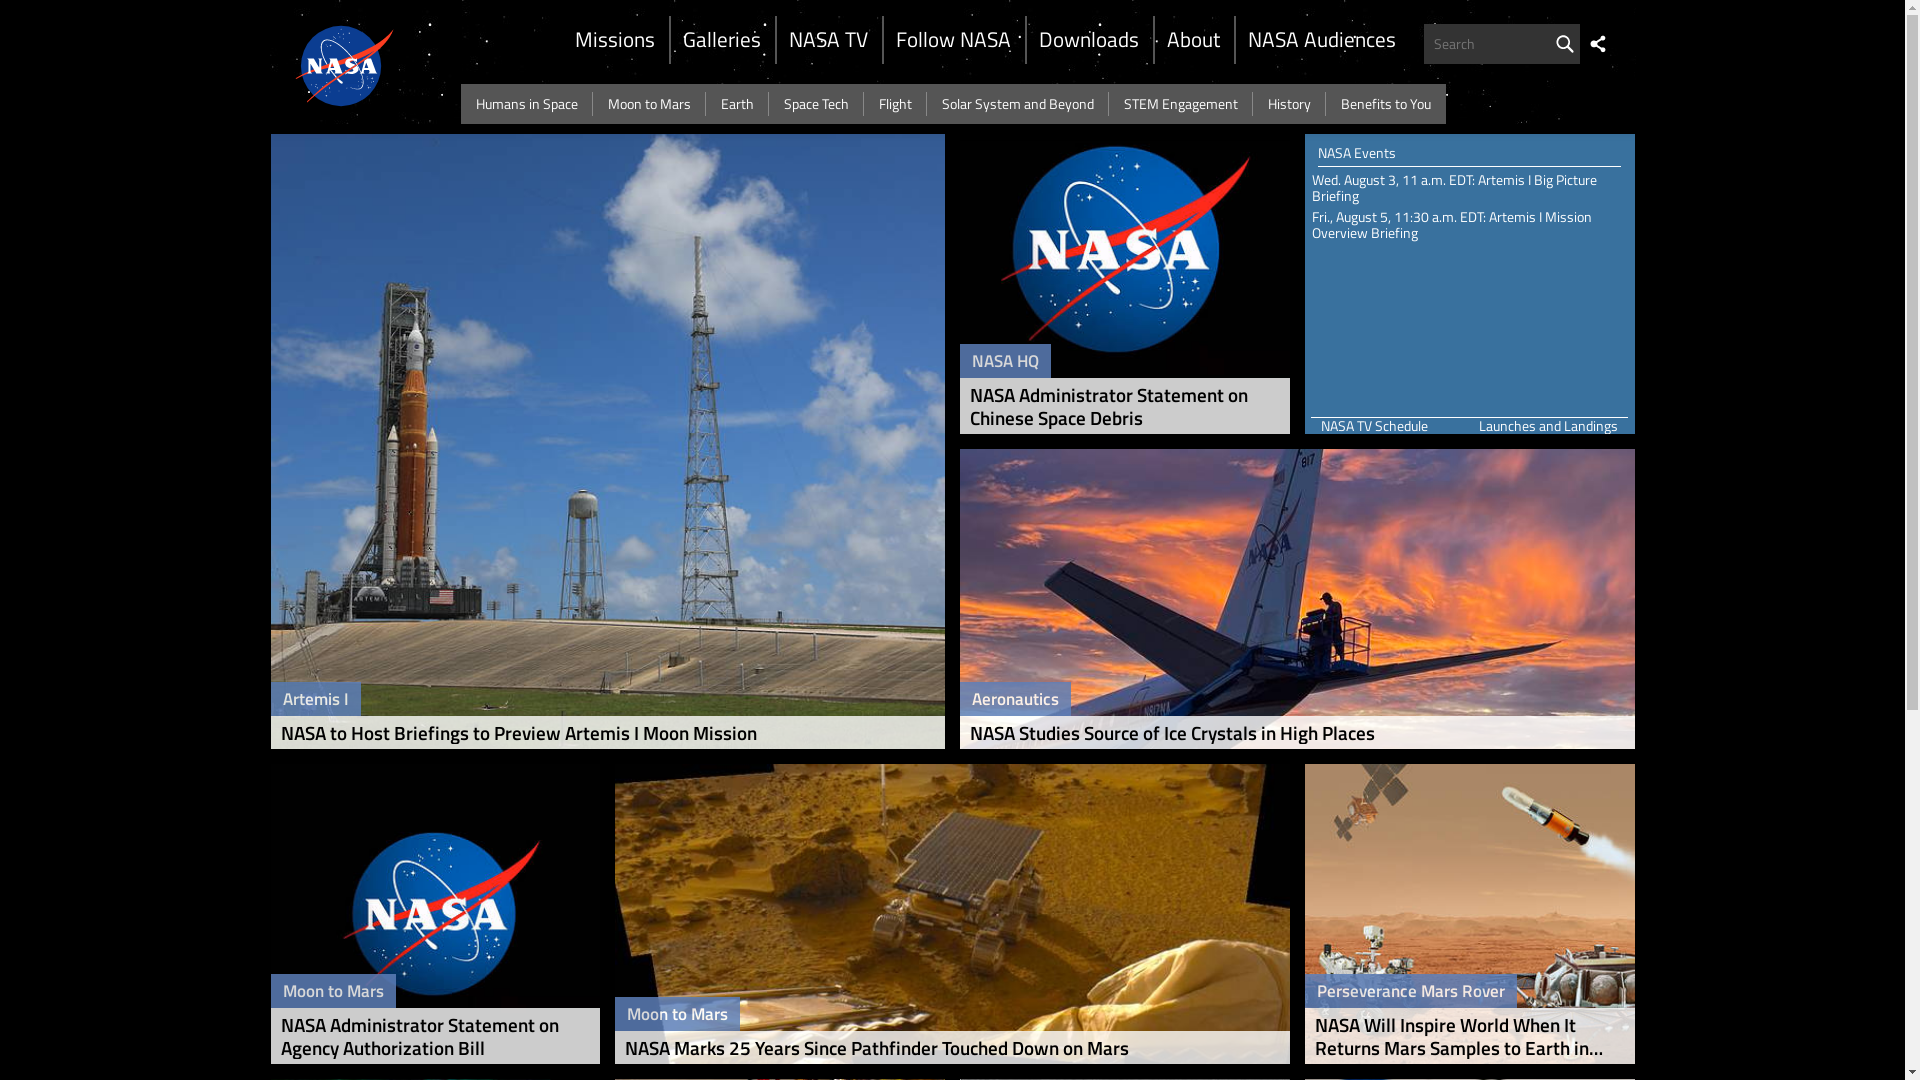 NASA
Missions
Galleries
NASA TV
Follow NASA
Downloads
About
NASA Audiences
Search
Humans in Space
Moon to Mars
Earth
Space Tech
Flight
Solar System and Beyond
STEM Engagement
History
Benefits to You
ARTEMIS
Artemis I
NASA to Host Briefings to Preview Artemis I Moon Mission
NASA
NASA HQ
NASA Administrator Statement on
Chinese Space Debris
NASA Events
Wed. August 3, 11 a.m. EDT: Artemis I Big Picture
Briefing
Fri., August 5, 11:30 a.m. EDT: Artemis I Mission
Overview Briefing
NASA TV Schedule
Launches and Landings
817
NASA
N817NA
Aeronautics
NASA Studies Source of Ice Crystals in High Places
NASA
Moon to Mars
NASA Administrator Statement on
Agency Authorization Bill
Moon to Mars
NASA Marks 25 Years Since Pathfinder Touched Down on Mars
Perseverance Mars Rover
NASA Will Inspire World When It
Returns Mars Samples to Earth in...